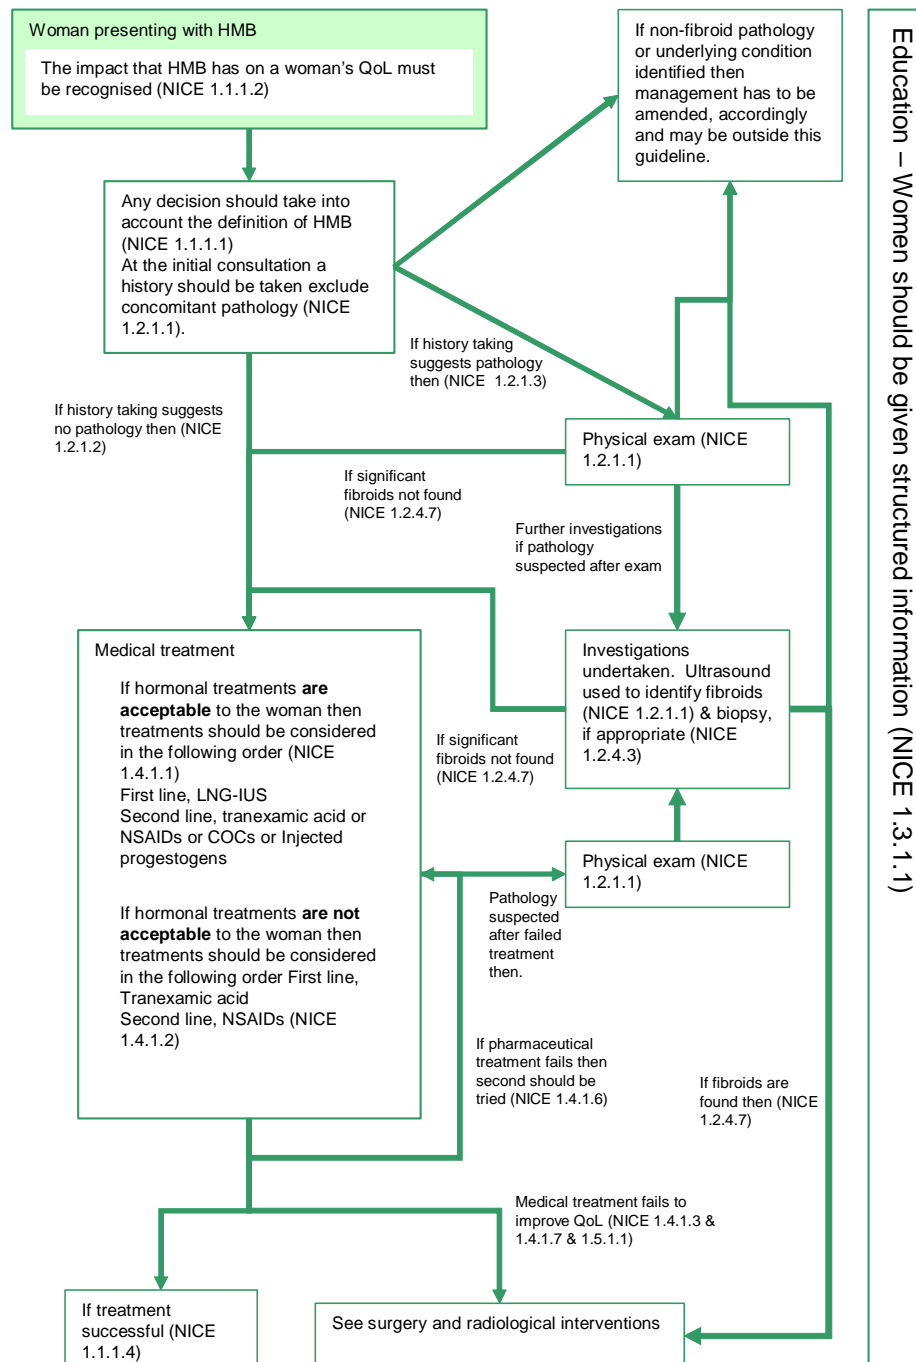 Woman presenting with HMB
The impact that HMB has on a woman's QoL must
be recognised (NICE 1.1.1.2)
If non-fibroid pathology
or underlying condition
identified then
management has to be
amended, accordingly
and may be outside this
guideline.
Education – Women should be given structured information (NICE 1.3.1.1)
Any decision should take into
account the definition of HMB
(NICE 1.1.1.1)
At the initial consultation a
history should be taken exclude
concomitant pathology (NICE
1.2.1.1).
If history taking
suggests pathology
then (NICE 1.2.1.3)
If history taking suggests
no pathology then (NICE
1.2.1.2)
Physical exam (NICE
1.2.1.1)
If significant
fibroids not found
(NICE 1.2.4.7)
Further investigations
if pathology
suspected after exam
Medical treatment
If hormonal treatments are
acceptable to the woman then
treatments should be considered
in the following order (NICE
1.4.1.1)
First line, LNG-IUS
Second line, tranexamic acid or
NSAIDs or COCs or Injected
progestogens
If hormonal treatments are not
acceptable to the woman then
treatments should be considered
in the following order First line,
Tranexamic acid
Second line, NSAIDs (NICE
1.4.1.2)
Investigations
undertaken. Ultrasound
used to identify fibroids
(NICE 1.2.1.1) & biopsy,
if appropriate (NICE
1.2.4.3)
If significant
fibroids not found
(NICE 1.2.4.7)
Physical exam (NICE
1.2.1.1)
Pathology
suspected
after failed
treatment
then.
If pharmaceutical
treatment fails then
second should be
tried (NICE 1.4.1.6)
If fibroids are
found then (NICE
1.2.4.7)
Medical treatment fails to
improve QoL (NICE 1.4.1.3 &
1.4.1.7 & 1.5.1.1)
If treatment
successful (NICE
1.1.1.4)
See surgery and radiological interventions